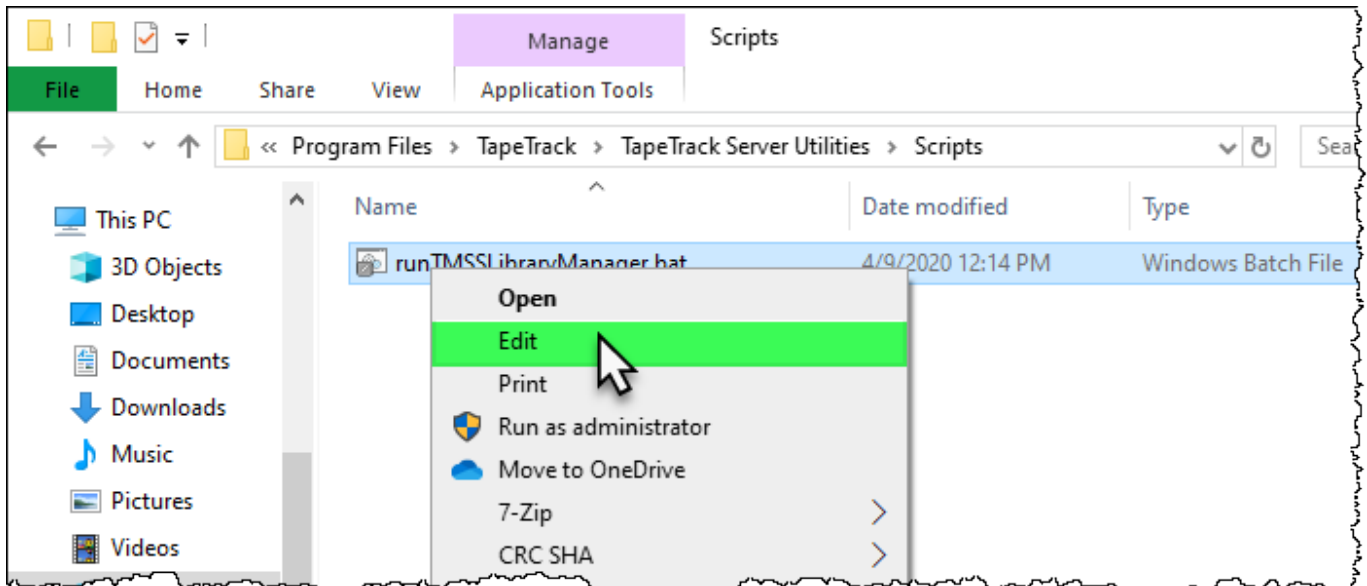 Manage Scripts
File Home Share View Application Tools
« Program Files > TapeTrack > TapeTrack Server Utilities > Scripts
Name Date modified Type
This PC
runTMSSLibraryManager.bat 4/9/2020 12:14 PM Windows Batch File
3D Objects
Open
Desktop
Edit
Documents
Print
Downloads
Run as administrator
Music
Move to OneDrive
Pictures
7-Zip
Videos
CRC SHA